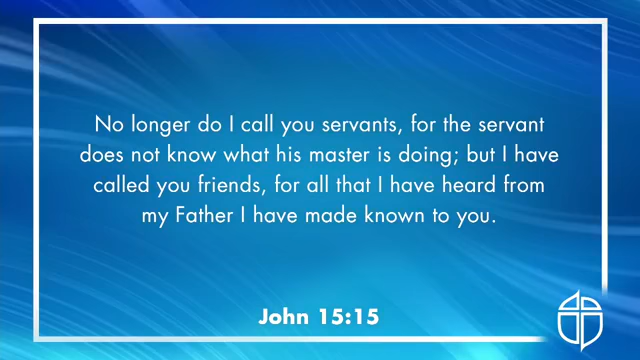 No longer do I call you servants, for the servant
does not know what his master is doing; but I have
called you friends, for all that I have heard from
my Father I have made known to you.
John 15:15